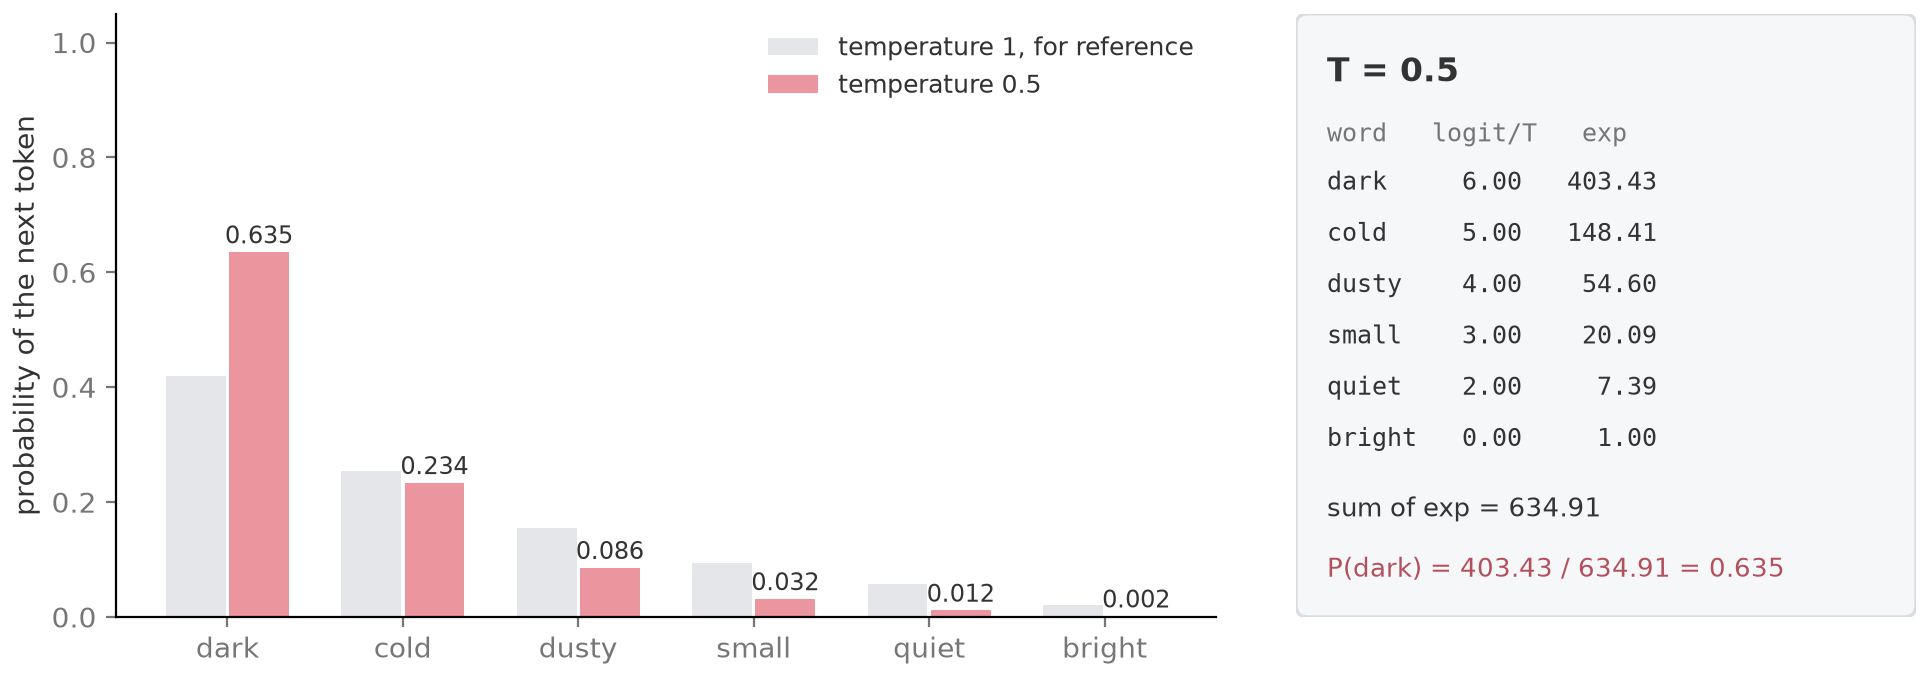 probability of the next token
1.0
0.8
0.6
0.4
0.2
0.0
temperature 1, for reference
temperature 0.5
0.635
0.234
0.086
0.032
0.012
0.002
dark cold dusty small quiet bright
T = 0.5
word logit/T exp
dark 6.00 403.43
cold 5.00 148.41
dusty 4.00 54.60
small 3.00 20.09
quiet 2.00 7.39
bright 0.00 1.00
sum of exp = 634.91
P(dark) = 403.43 / 634.91 = 0.635